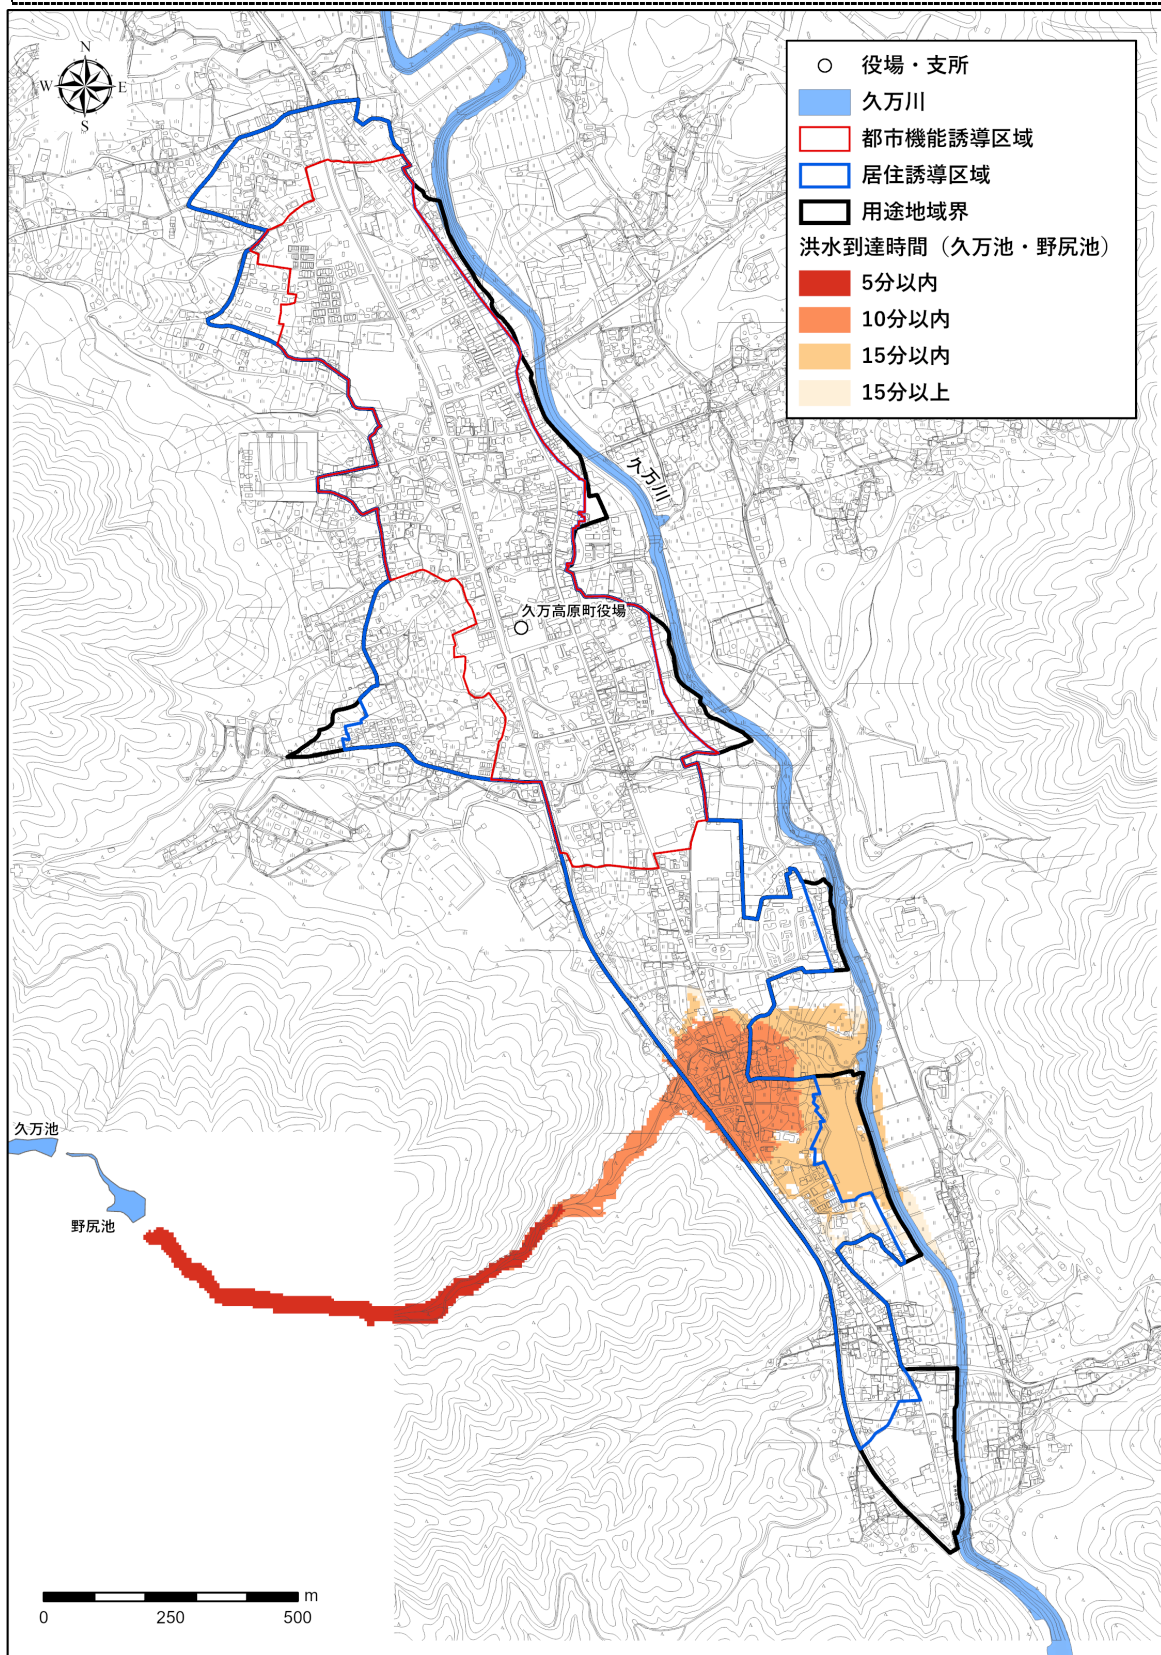 N
W E
S
役場・支所
久万川
都市機能誘導区域
居住誘導区域
用途地域界
洪水到達時間（久万池・野尻池）
5分以内
10分以内
15分以内
15分以上
久万川
久万高原町役場
久万池
野尻池
m
0 250 500